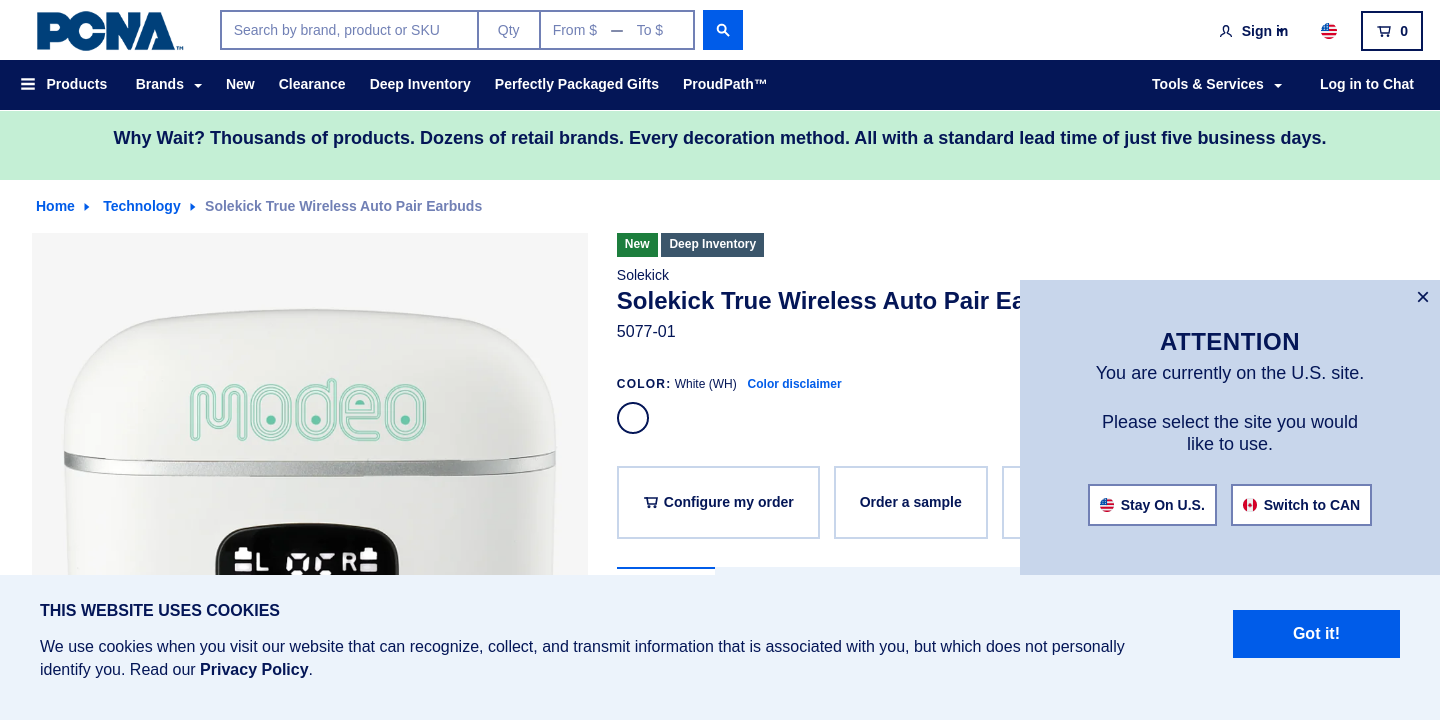 PCNA™
Search by brand, product or SKU
Qty
From $ — To $
Sign in
0
Products
Brands
New
Clearance
Deep Inventory
Perfectly Packaged Gifts
ProudPath™
Tools & Services
Log in to Chat
Why Wait? Thousands of products. Dozens of retail brands. Every decoration method. All with a standard lead time of just five business days.
Home
Technology
Solekick True Wireless Auto Pair Earbuds
modeo
L
R
New
Deep Inventory
Solekick
Solekick True Wireless Auto Pair Ea
5077-01
COLOR: White (WH) Color disclaimer
Configure my order
Order a sample
×
ATTENTION
You are currently on the U.S. site.
Please select the site you would
like to use.
Stay On U.S.
Switch to CAN
THIS WEBSITE USES COOKIES
We use cookies when you visit our website that can recognize, collect, and transmit information that is associated with you, but which does not personally
identify you. Read our Privacy Policy.
Got it!